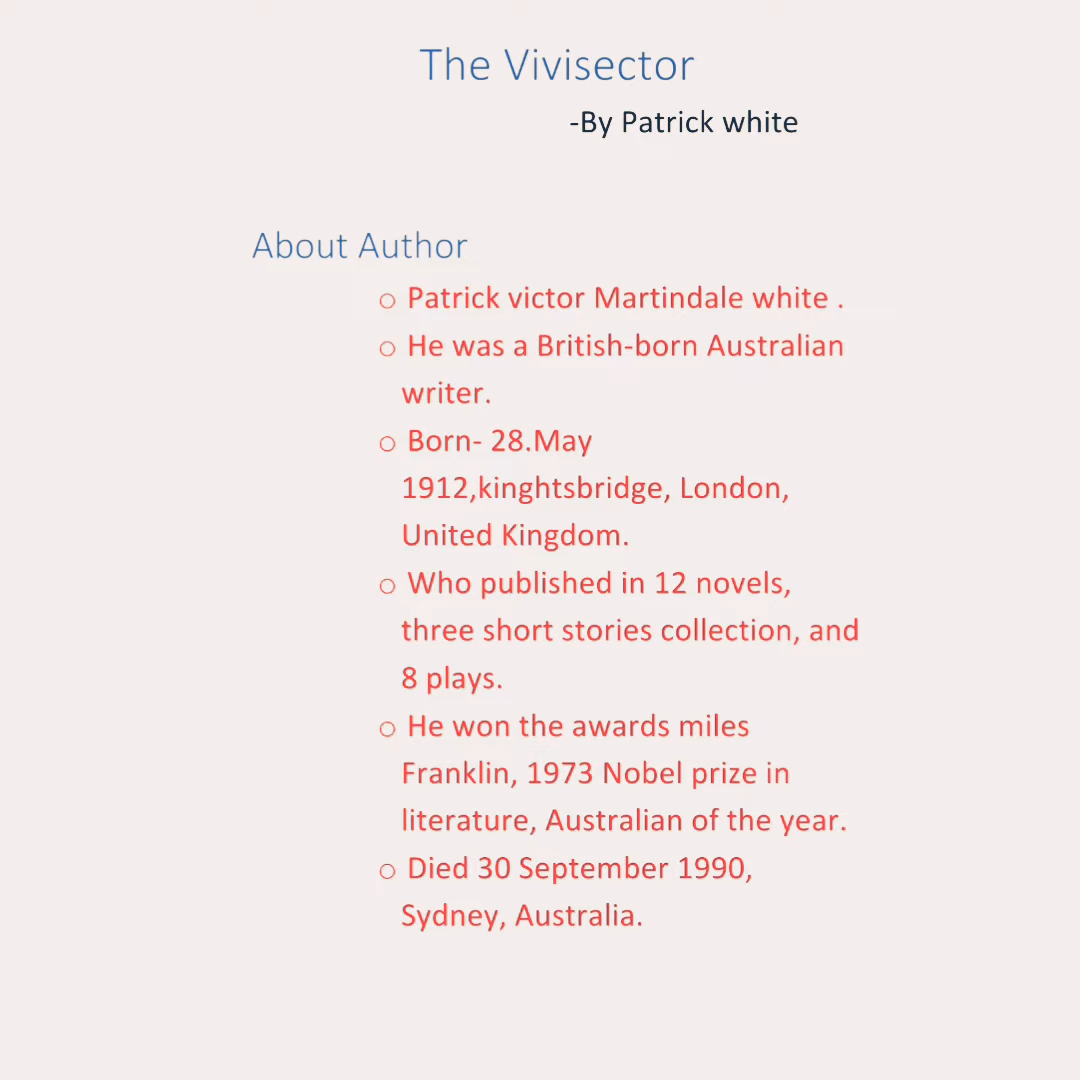 The Vivisector
-By Patrick white
About Author
○ Patrick victor Martindale white .
○ He was a British-born Australian
writer.
○ Born- 28.May
1912,kinghtsbridge, London,
United Kingdom.
○ Who published in 12 novels,
three short stories collection, and
8 plays.
○ He won the awards miles
Franklin, 1973 Nobel prize in
literature, Australian of the year.
○ Died 30 September 1990,
Sydney, Australia.